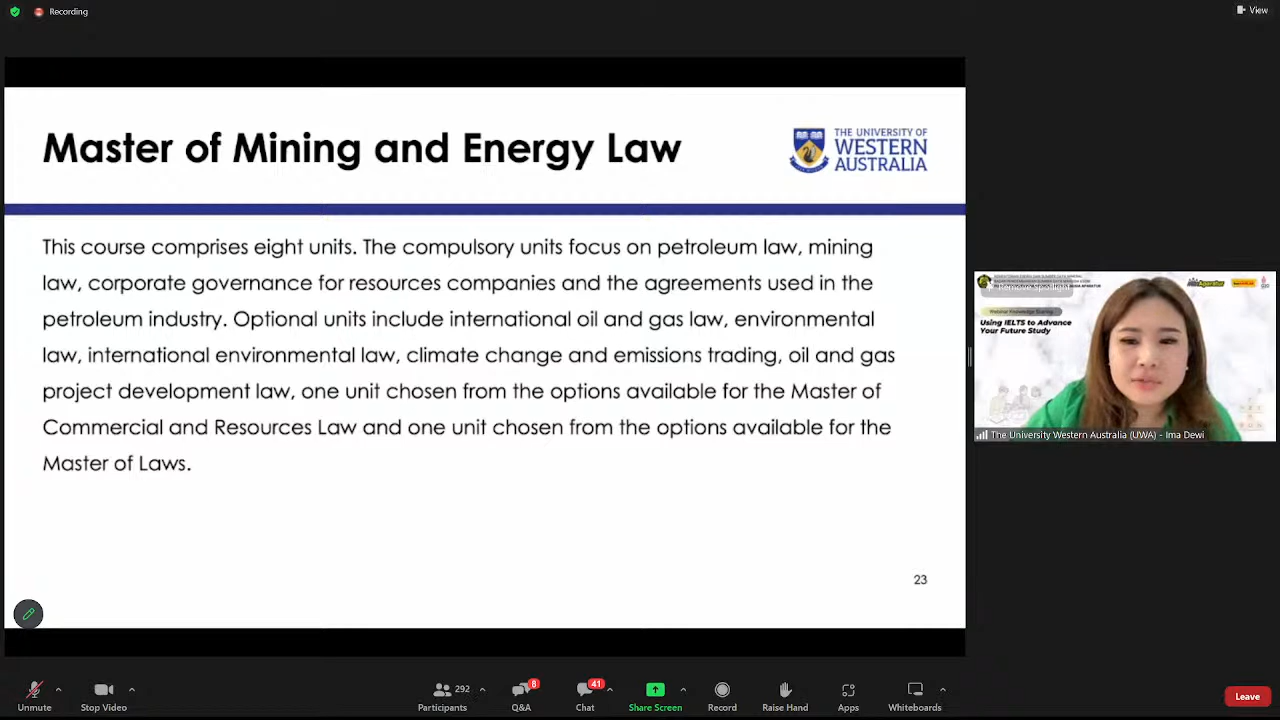 Recording
View
Master of Mining and Energy Law
THE UNIVERSITY OF
WESTERN
AUSTRALIA
This course comprises eight units. The compulsory units focus on petroleum law, mining
law, corporate governance for resources companies and the agreements used in the
petroleum industry. Optional units include international oil and gas law, environmental
law, international environmental law, climate change and emissions trading, oil and gas
project development law, one unit chosen from the options available for the Master of
Commercial and Resources Law and one unit chosen from the options available for the
Master of Laws.
23
Webinar Knowledge Sharing
Using IELTS to Advance
Your Future Study
The University Western Australia (UWA) - Ima Dewi
Unmute
Stop Video
292
Participants
8
Q&A
41
Chat
Share Screen
Record
Raise Hand
Apps
Whiteboards
Leave